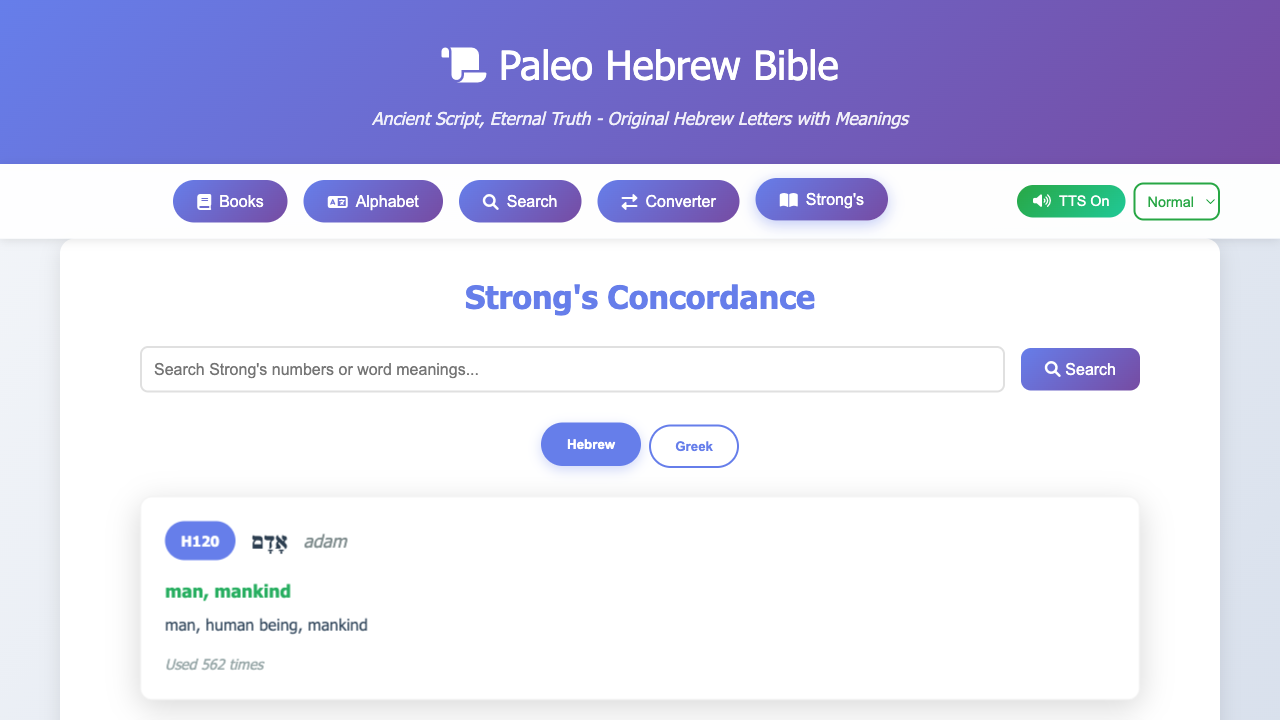 Paleo Hebrew Bible
Ancient Script, Eternal Truth - Original Hebrew Letters with Meanings
Books Alphabet Search Converter Strong's TTS On Normal
Strong's Concordance
Search Strong's numbers or word meanings... Search
Hebrew Greek
H120 אָדָם adam
man, mankind
man, human being, mankind
Used 562 times